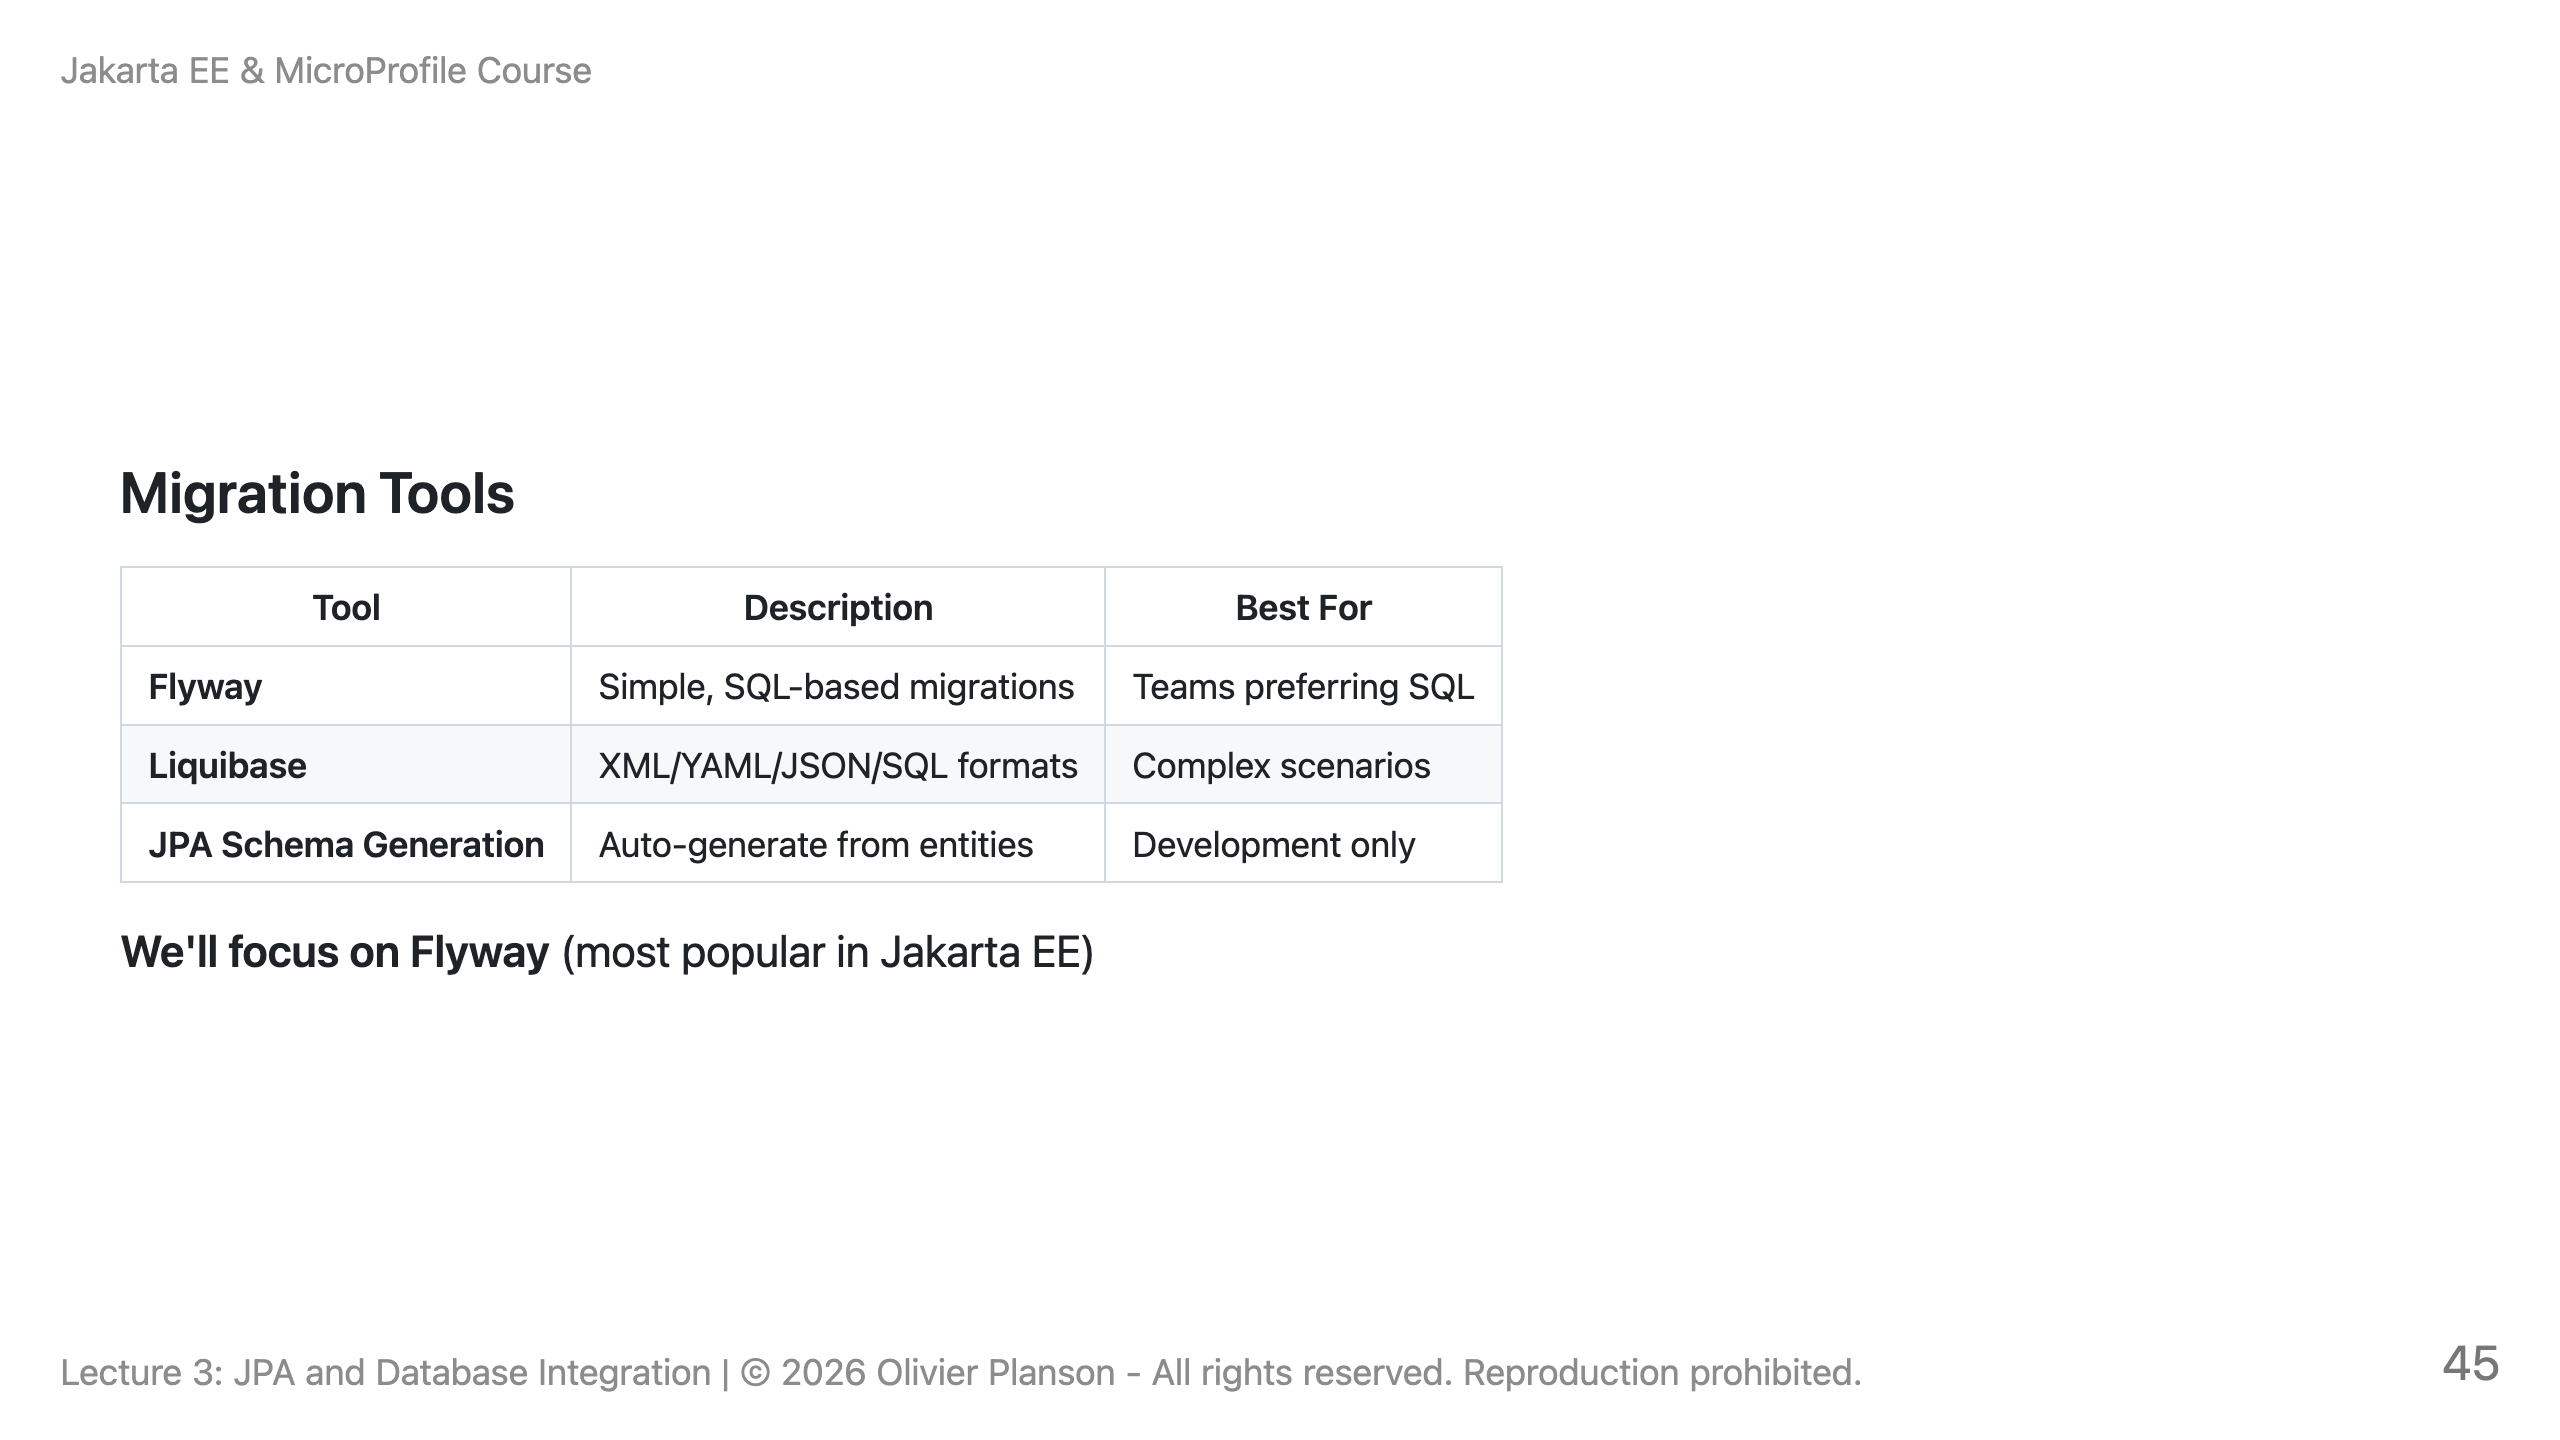 Jakarta EE & MicroProfile Course
Migration Tools
Tool Description Best For
Flyway Simple, SQL-based migrations Teams preferring SQL
Liquibase XML/YAML/JSON/SQL formats Complex scenarios
JPA Schema Generation Auto-generate from entities Development only
We'll focus on Flyway (most popular in Jakarta EE)
Lecture 3: JPA and Database Integration | © 2026 Olivier Planson - All rights reserved. Reproduction prohibited. 45